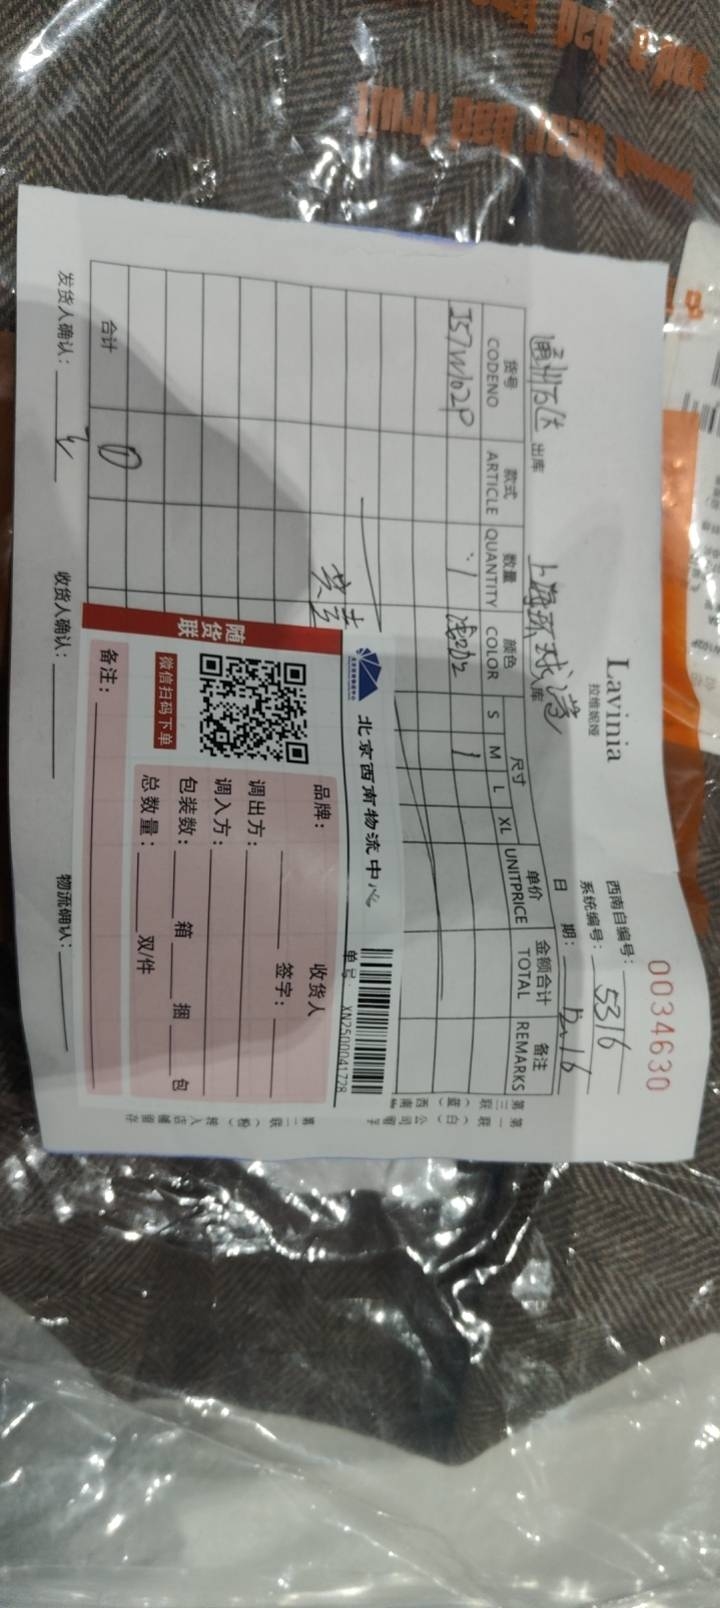 0034630
Lavinia
拉维妮娅
西南自编号:
系统编号: 5316
通州万达 出库
上海环球港 库
日 期: 12.16
货号 款式 数量 颜色 尺寸 单价 金额合计 备注
CODENO ARTICLE QUANTITY COLOR S M L XL UNITPRICE TOTAL REMARKS
J57W102P 1 1
共壹
合计 ①
发货人确认:
收货人确认:
物流确认:
北京西南物流中心
单号: XN2500041728
随货联
微信扫码下单
品牌:
调出方:
调入方:
包装数: 箱 捆 包
总数量: 双/件
收货人
签字:
备注: